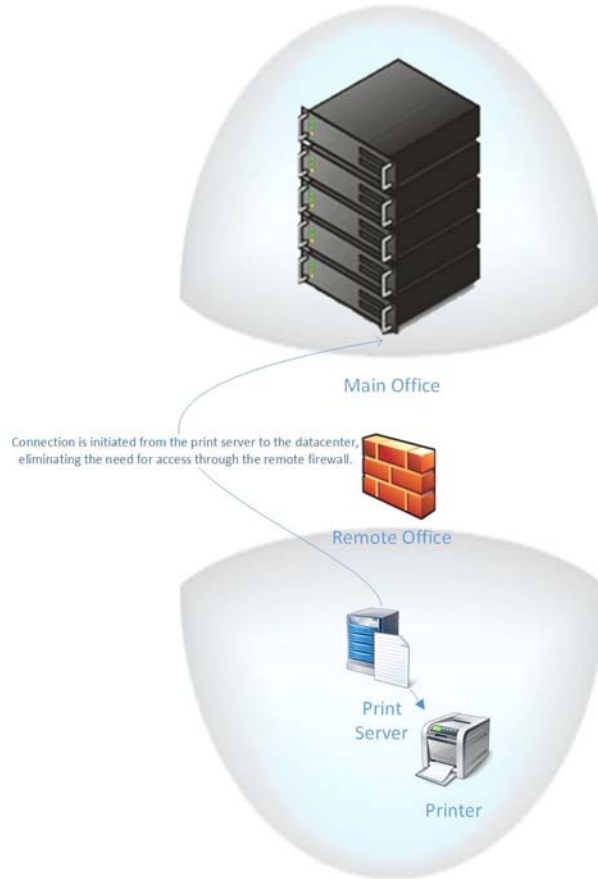 Main Office
Connection is initiated from the print server to the datacenter,
eliminating the need for access through the remote firewall.
Remote Office
Print
Server
Printer